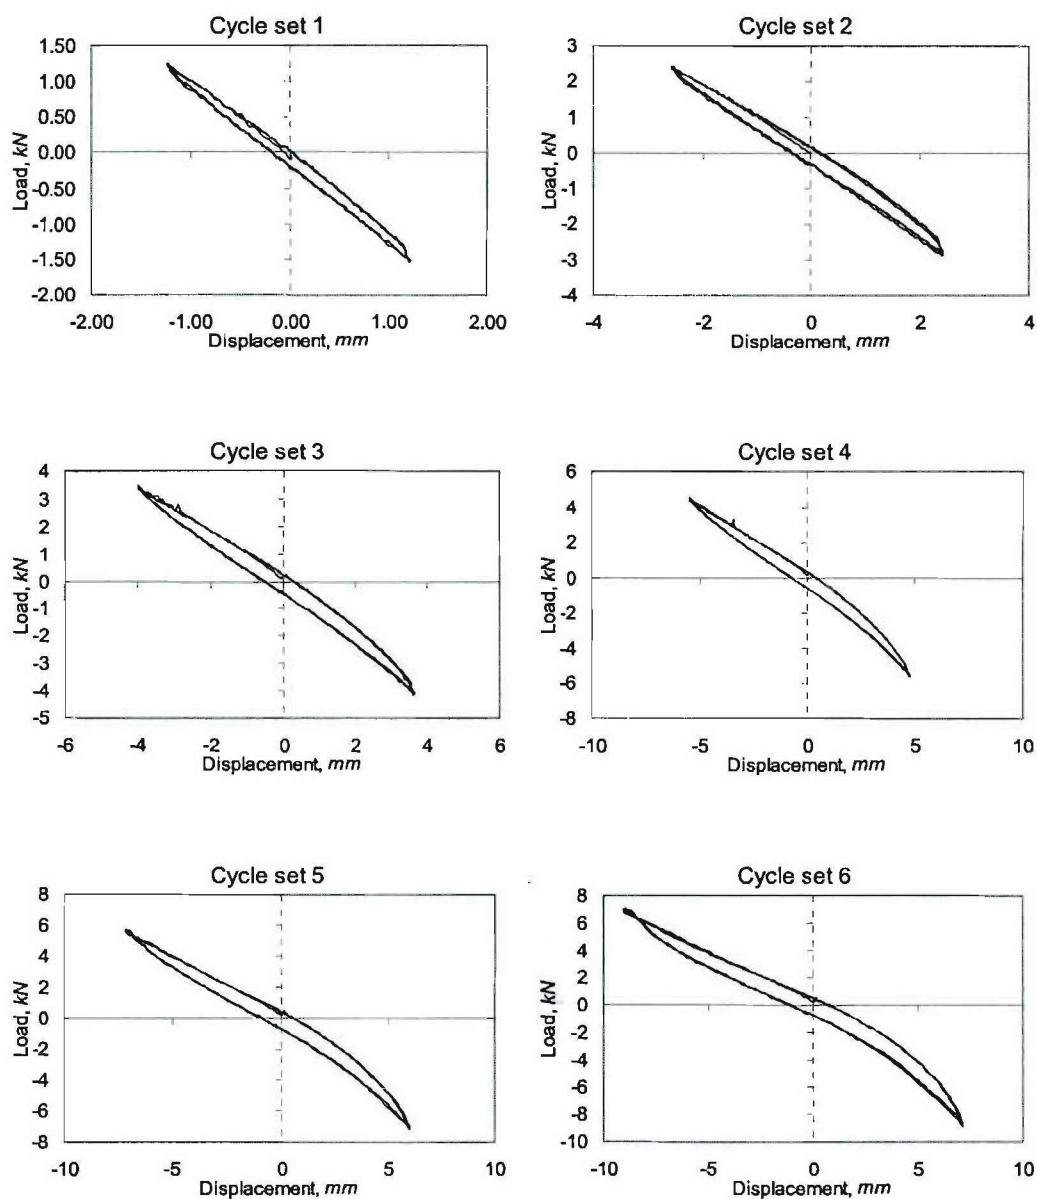 Cycle set 1
1.50
1.00
0.50
0.00
-0.50
-1.00
-1.50
-2.00
Load, kN
-2.00 -1.00 0.00 1.00 2.00
Displacement, mm
Cycle set 2
3
2
1
0
-1
-2
-3
-4
Load, kN
-4 -2 0 2 4
Displacement, mm
Cycle set 3
4
3
2
1
0
-1
-2
-3
-4
-5
Load, kN
-6 -4 -2 0 2 4 6
Displacement, mm
Cycle set 4
6
4
2
0
-2
-4
-6
-8
Load, kN
-10 -5 0 5 10
Displacement, mm
Cycle set 5
8
6
4
2
0
-2
-4
-6
-8
Load, kN
-10 -5 0 5 10
Displacement, mm
Cycle set 6
8
6
4
2
0
-2
-4
-6
-8
-10
Load, kN
-10 -5 0 5 10
Displacement, mm